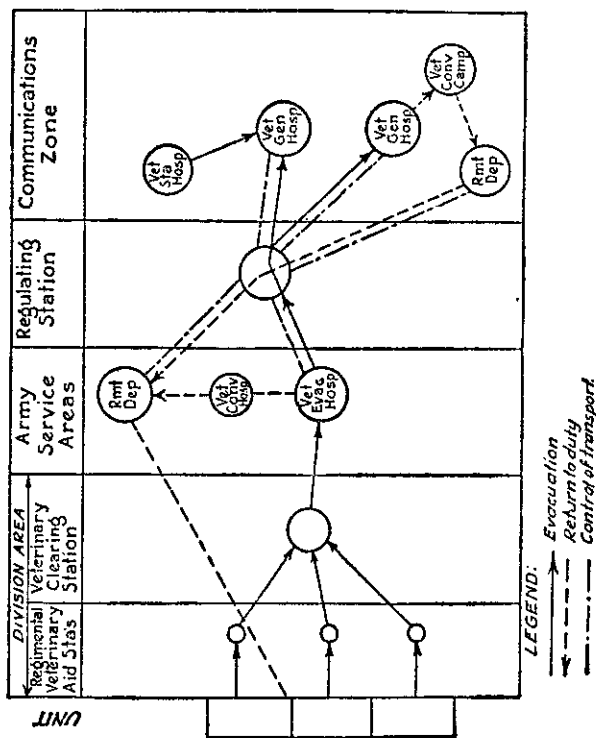 UNIT
DIVISION AREA
Regimental
Veterinary
Aid Sta's
Veterinary
Clearing
Station
Army
Service
Areas
Regulating
Station
Communications
Zone
Rmt
Dep
Vet
Conv
Hosp
Vet
Evac
Hosp
Vet
Sta
Hosp
Vet
Gen
Hosp
Vet
Gen
Hosp
Vet
Conv
Camp
Rmt
Dep
LEGEND:
Evacuation
Return to duty
Control of transport.